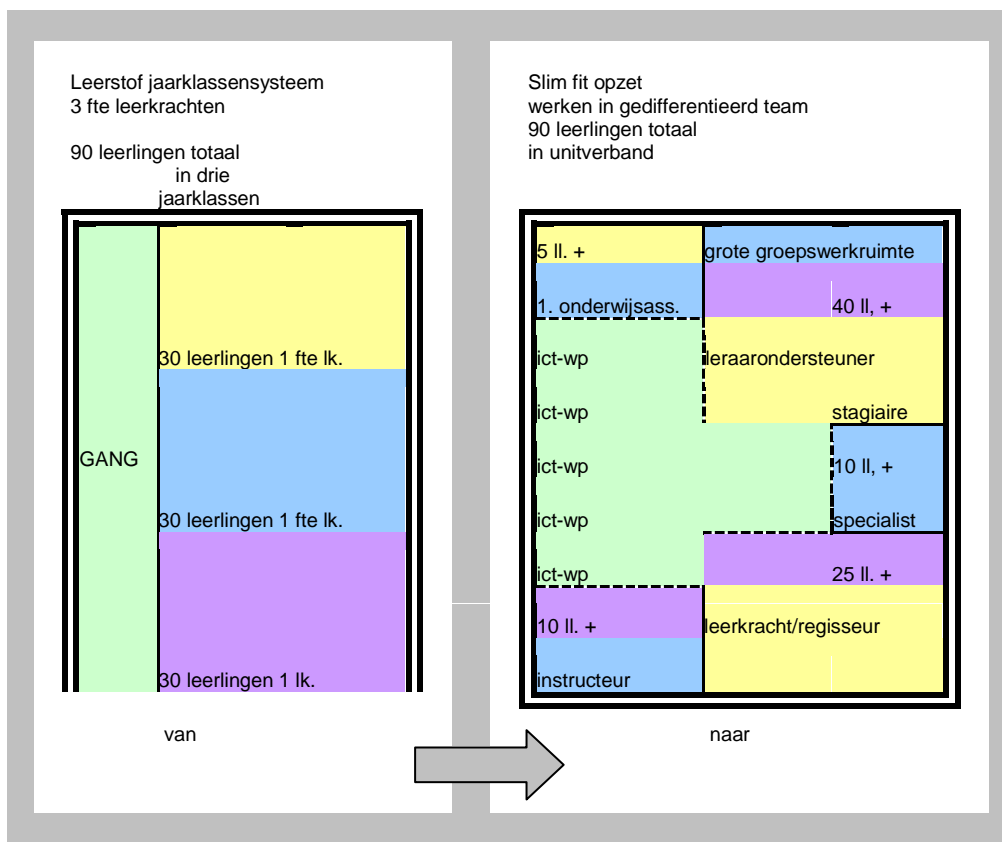 Leerstof jaarklassensysteem
3 fte leerkrachten
90 leerlingen totaal
in drie
jaarklassen
30 leerlingen 1 fte lk.
GANG
30 leerlingen 1 fte lk.
30 leerlingen 1 lk.
van
Slim fit opzet
werken in gedifferentieerd team
90 leerlingen totaal
in unitverband
5 ll. +
grote groepswerkruimte
1. onderwijsass.
40 ll, +
ict-wp
leraarondersteuner
ict-wp
stagiaire
ict-wp
10 ll, +
ict-wp
specialist
ict-wp
25 ll. +
10 ll. +
leerkracht/regisseur
instructeur
naar